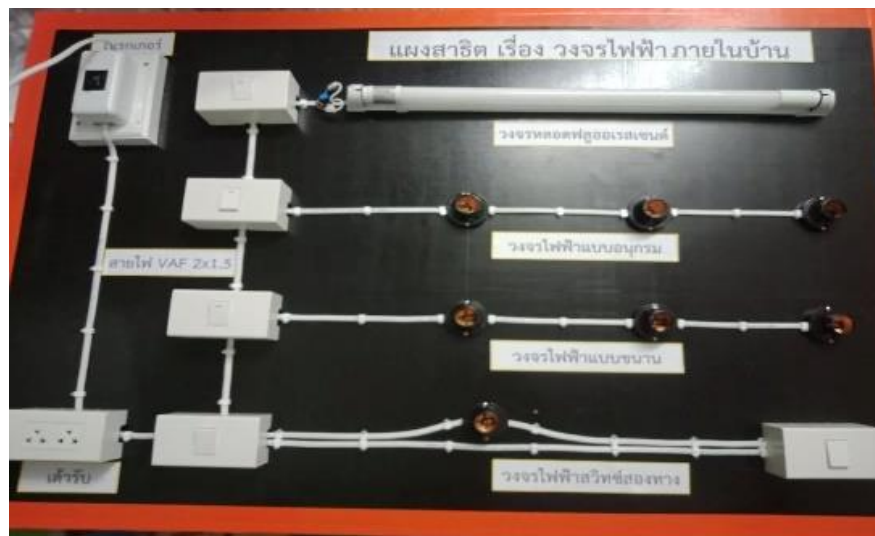 เบรกเกอร์
แผงสาธิต เรื่อง วงจรไฟฟ้า ภายในบ้าน
วงจรหลอดฟลูออเรสเซนต์
วงจรไฟฟ้าแบบอนุกรม
สายไฟ VAF 2x1.5
วงจรไฟฟ้าแบบขนาน
เต้ารับ
วงจรไฟฟ้าสวิทซ์สองทาง